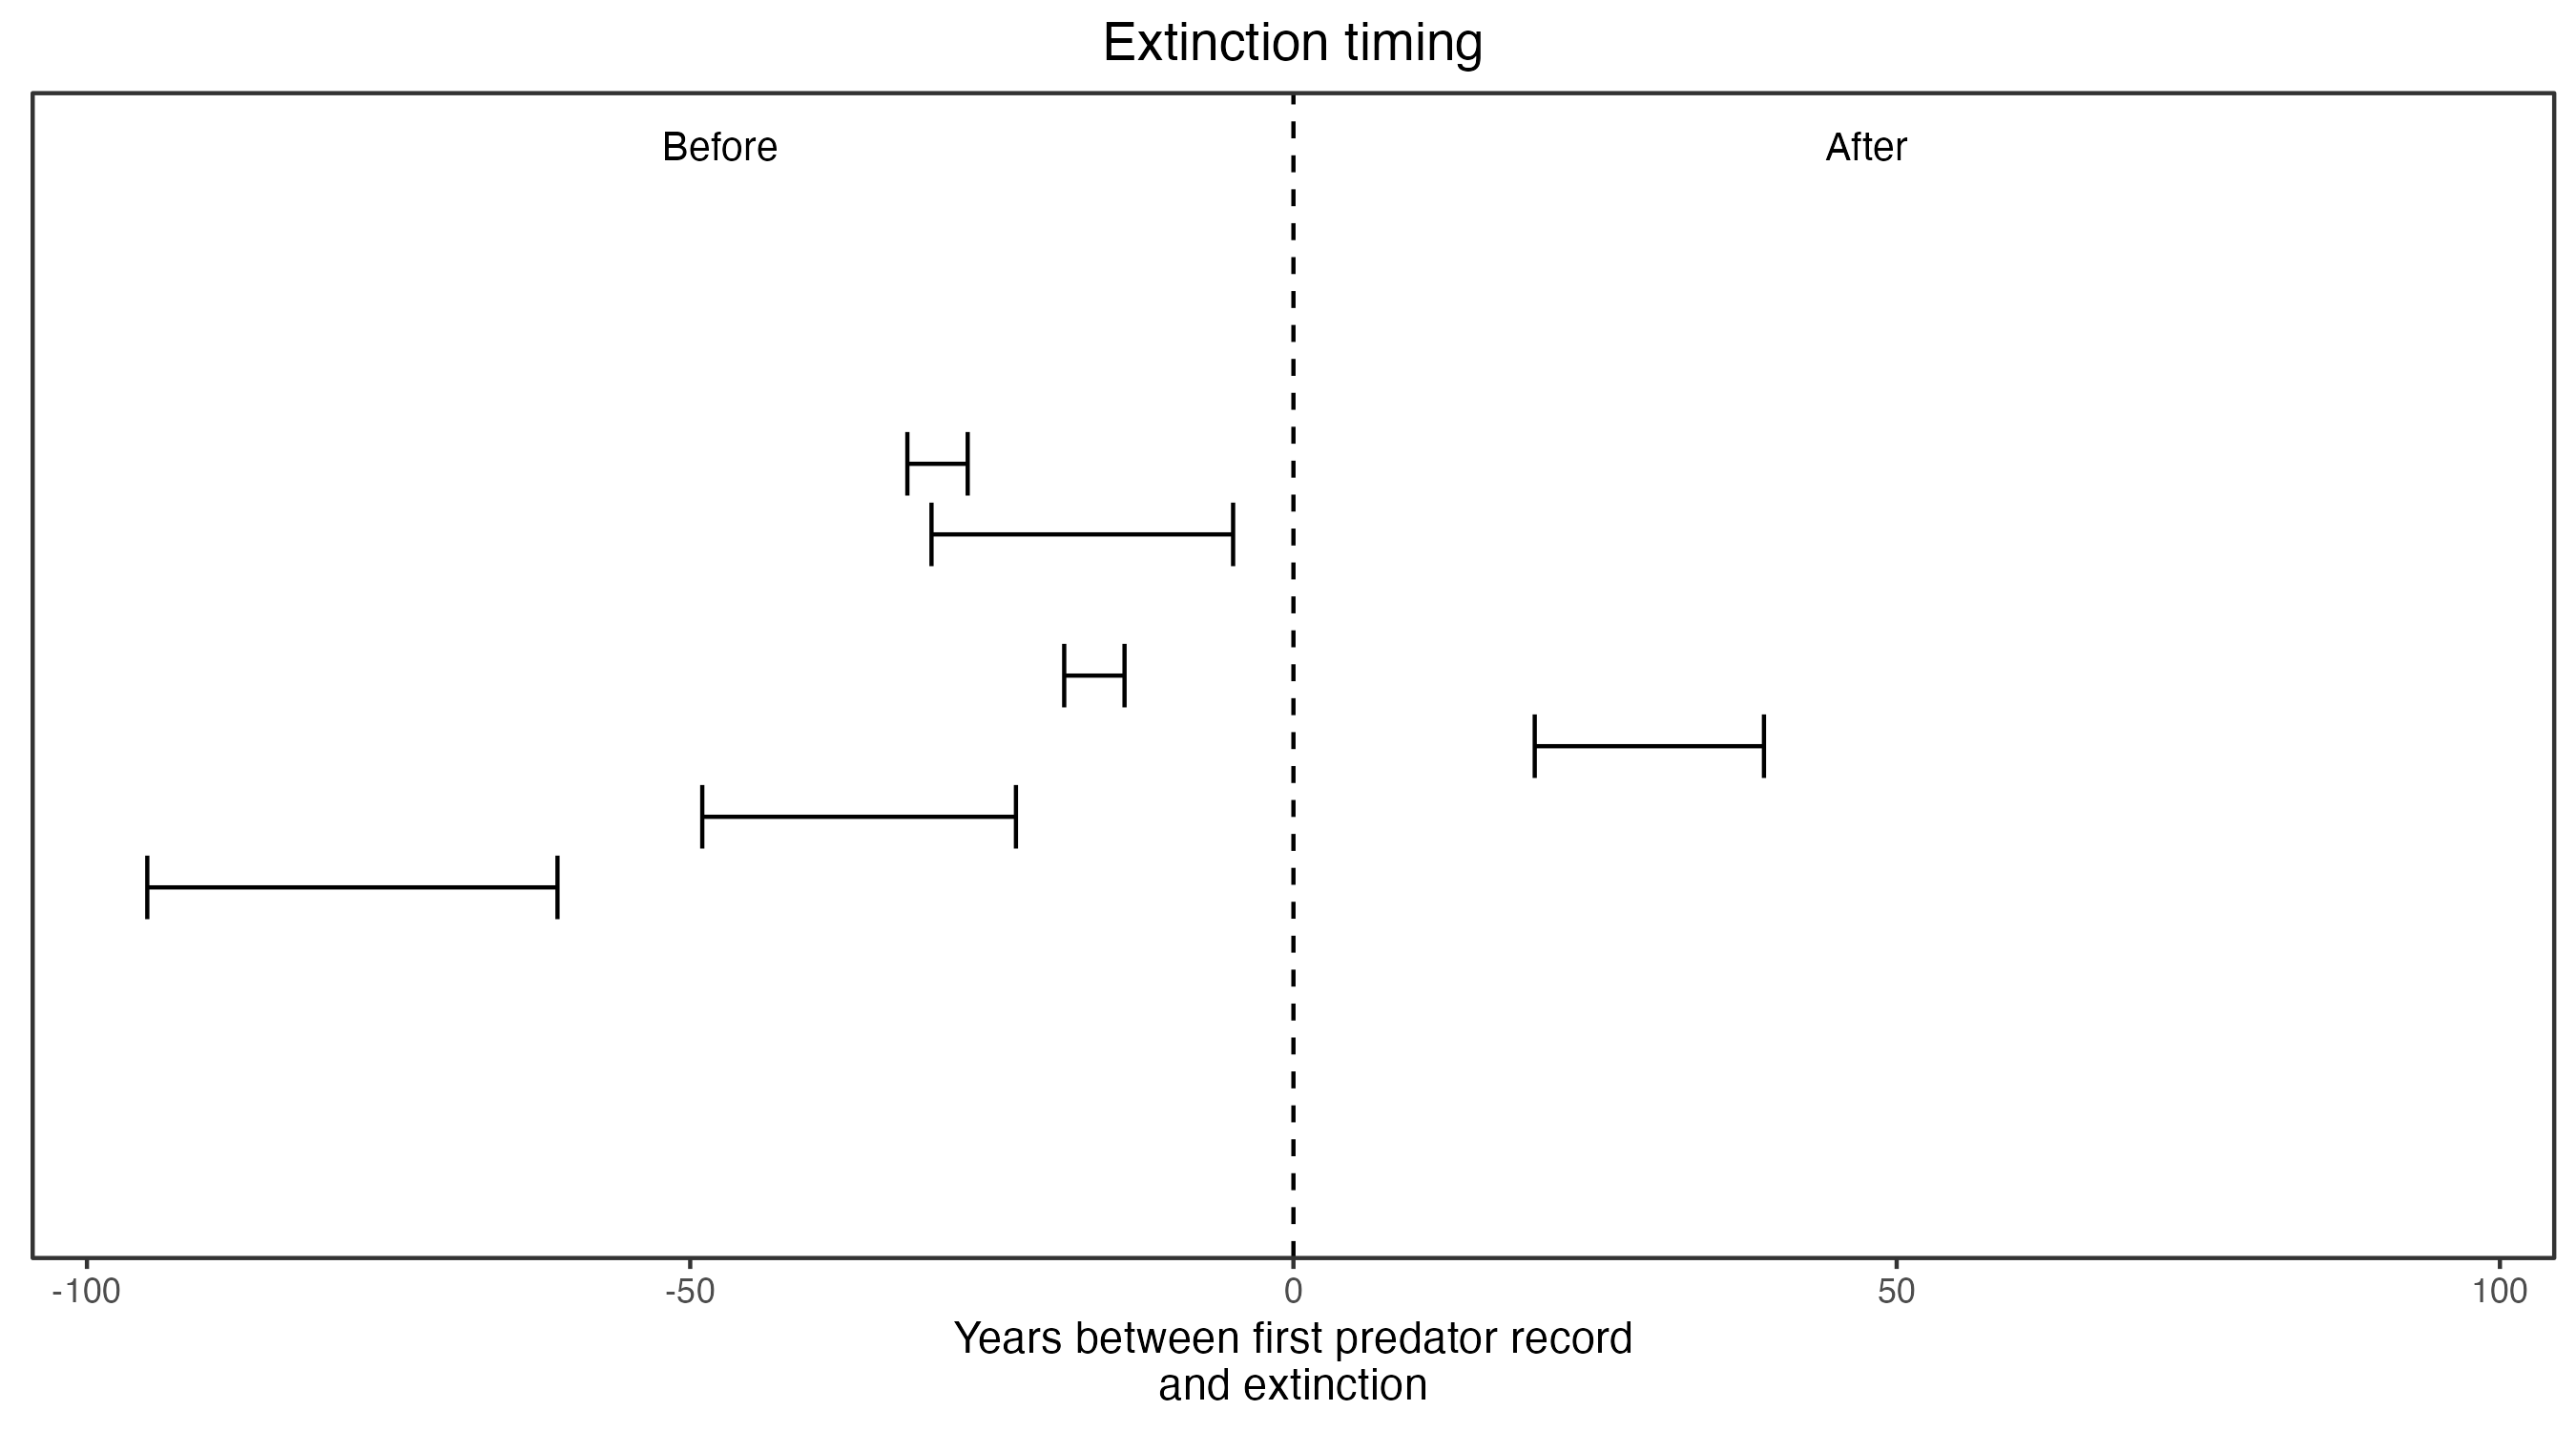 Extinction timing
Before
After
-100
-50
0
50
100
Years between first predator record
and extinction